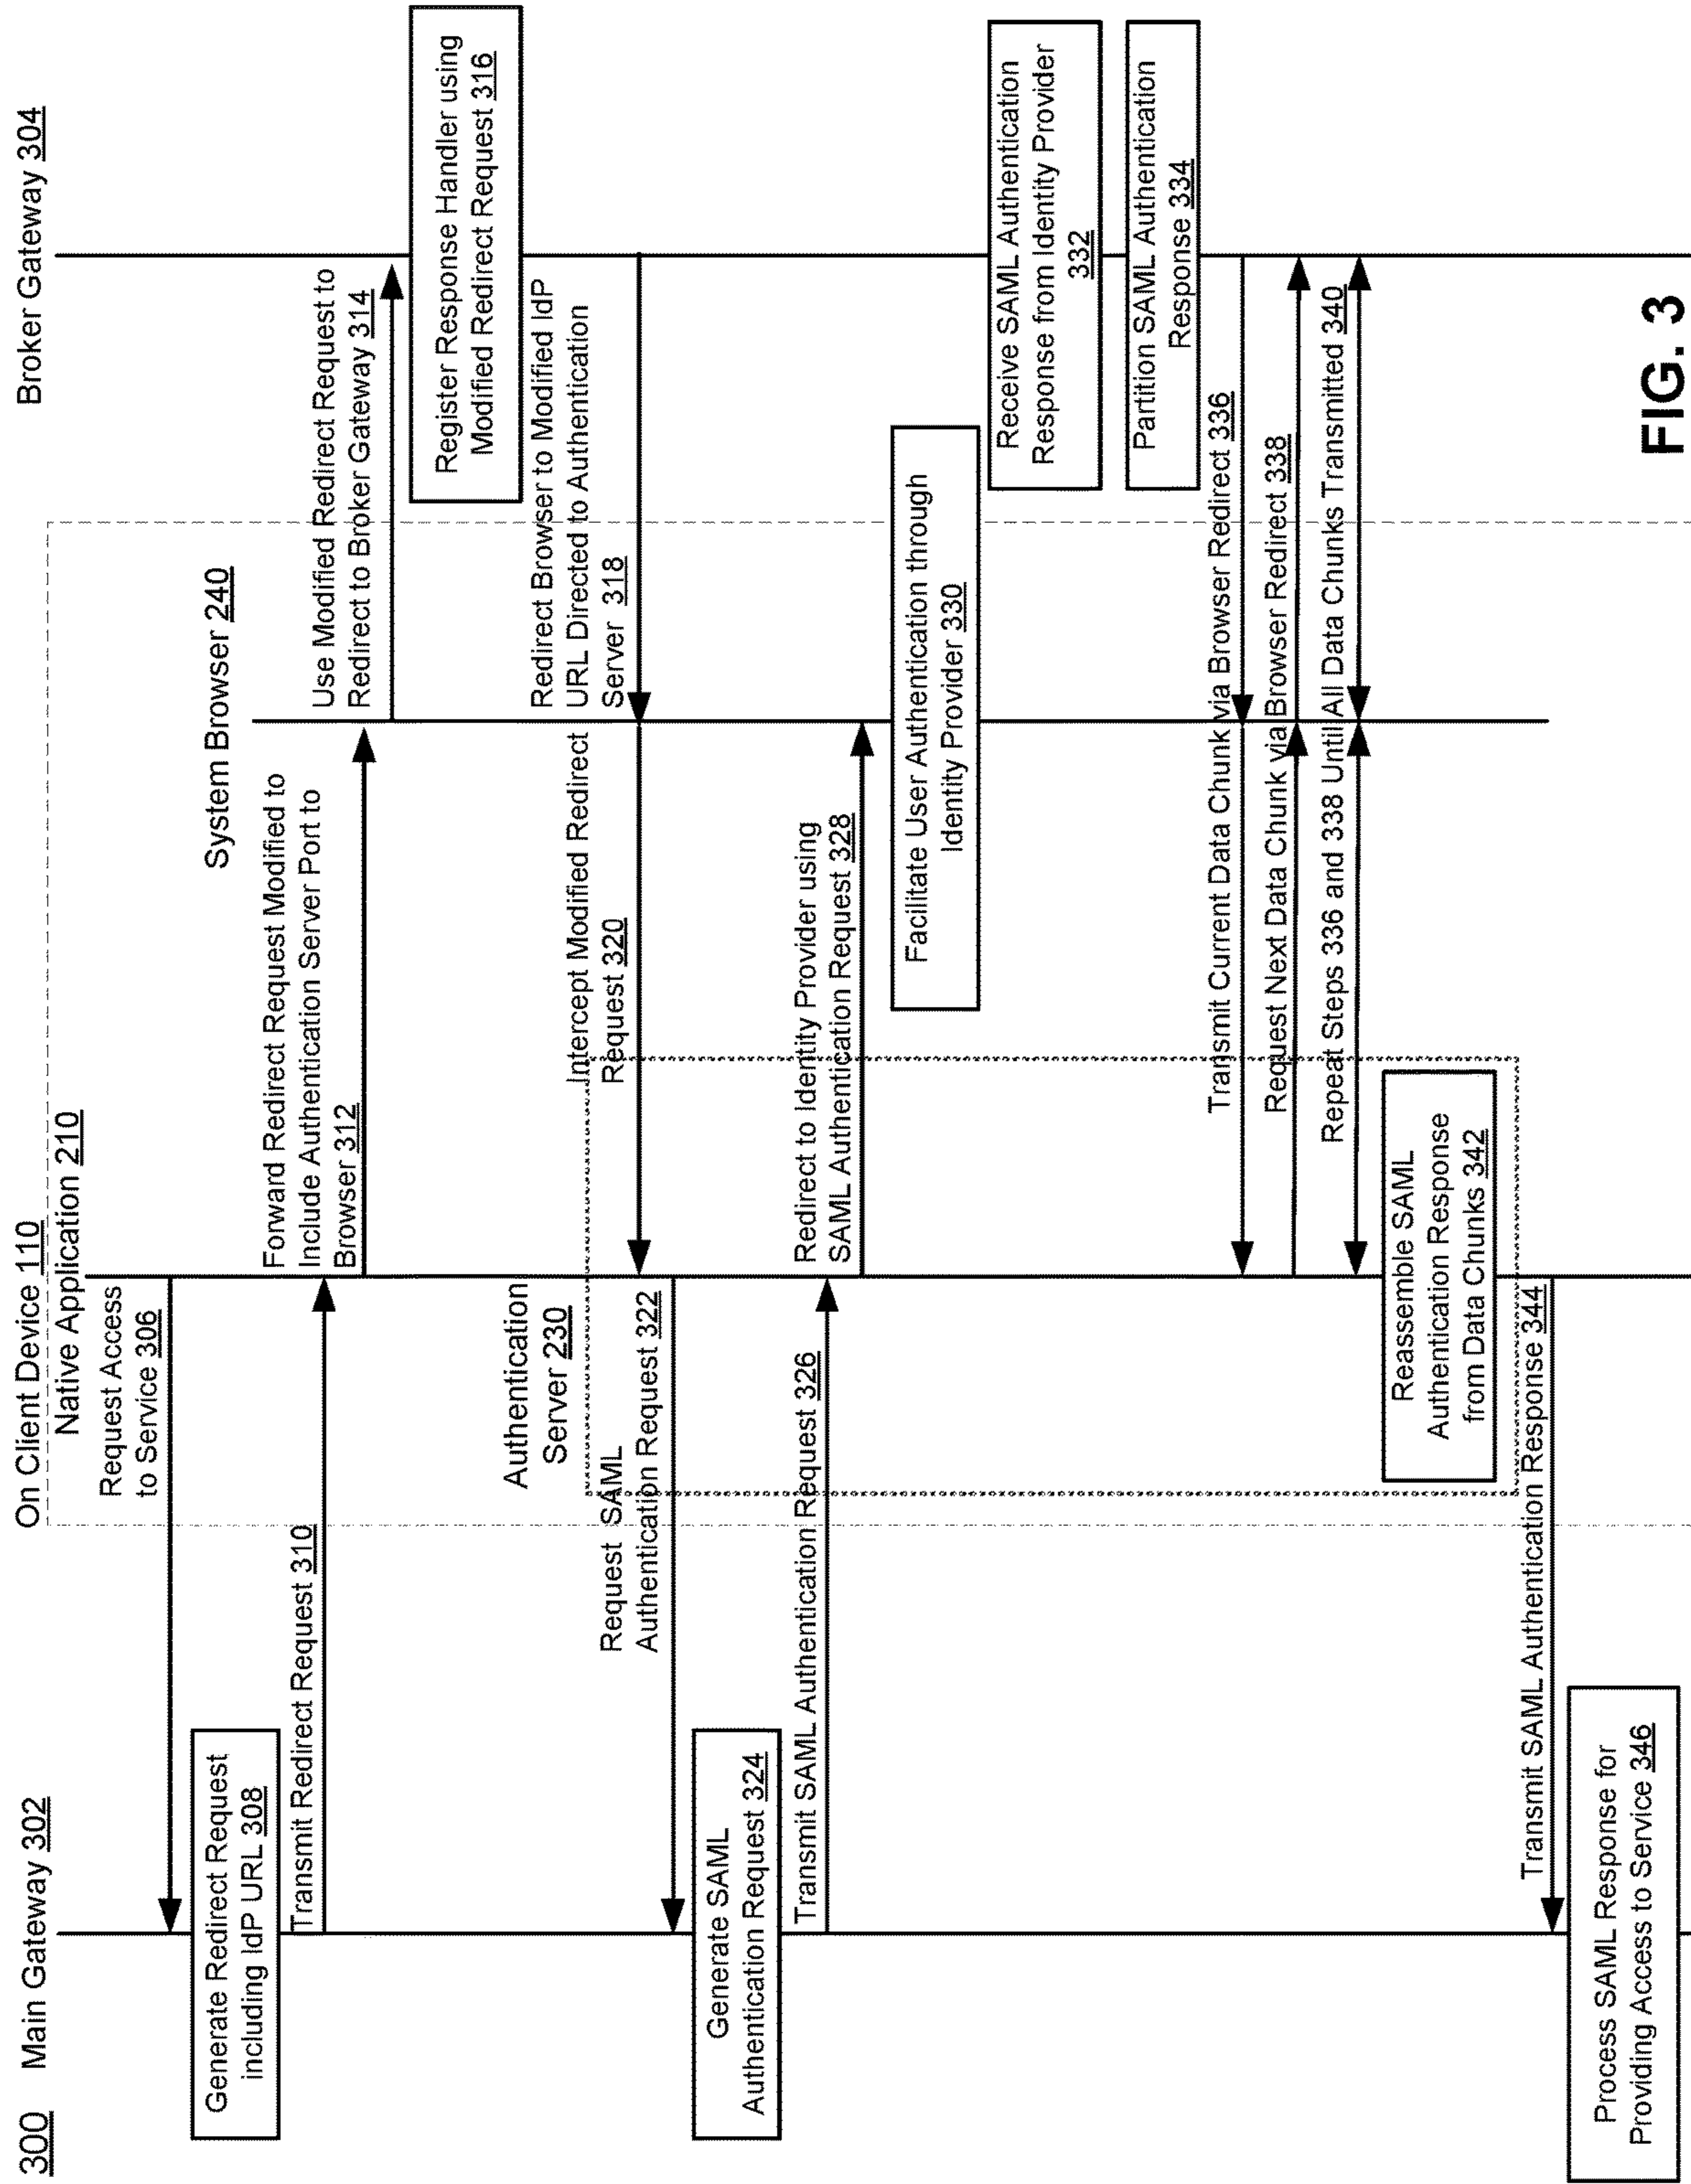 300
Main Gateway 302
On Client Device 110
Native Application 210
System Browser 240
Broker Gateway 304
Request Access
to Service 306
Generate Redirect Request
including IdP URL 308
Transmit Redirect Request 310
Forward Redirect Request Modified to
Include Authentication Server Port to
Browser 312
Use Modified Redirect Request to
Redirect to Broker Gateway 314
Register Response Handler using
Modified Redirect Request 316
Redirect Browser to Modified IdP
URL Directed to Authentication
Server 318
Intercept Modified Redirect
Request 320
Authentication
Server 230
Request SAML
Authentication Request 322
Generate SAML
Authentication Request 324
Transmit SAML Authentication Request 326
Redirect to Identity Provider using
SAML Authentication Request 328
Facilitate User Authentication through
Identity Provider 330
Receive SAML Authentication
Response from Identity Provider
332
Partition SAML Authentication
Response 334
Transmit Current Data Chunk via Browser Redirect 336
Request Next Data Chunk via Browser Redirect 338
Repeat Steps 336 and 338 Until All Data Chunks Transmitted 340
Reassemble SAML
Authentication Response
from Data Chunks 342
Transmit SAML Authentication Response 344
Process SAML Response for
Providing Access to Service 346
FIG. 3